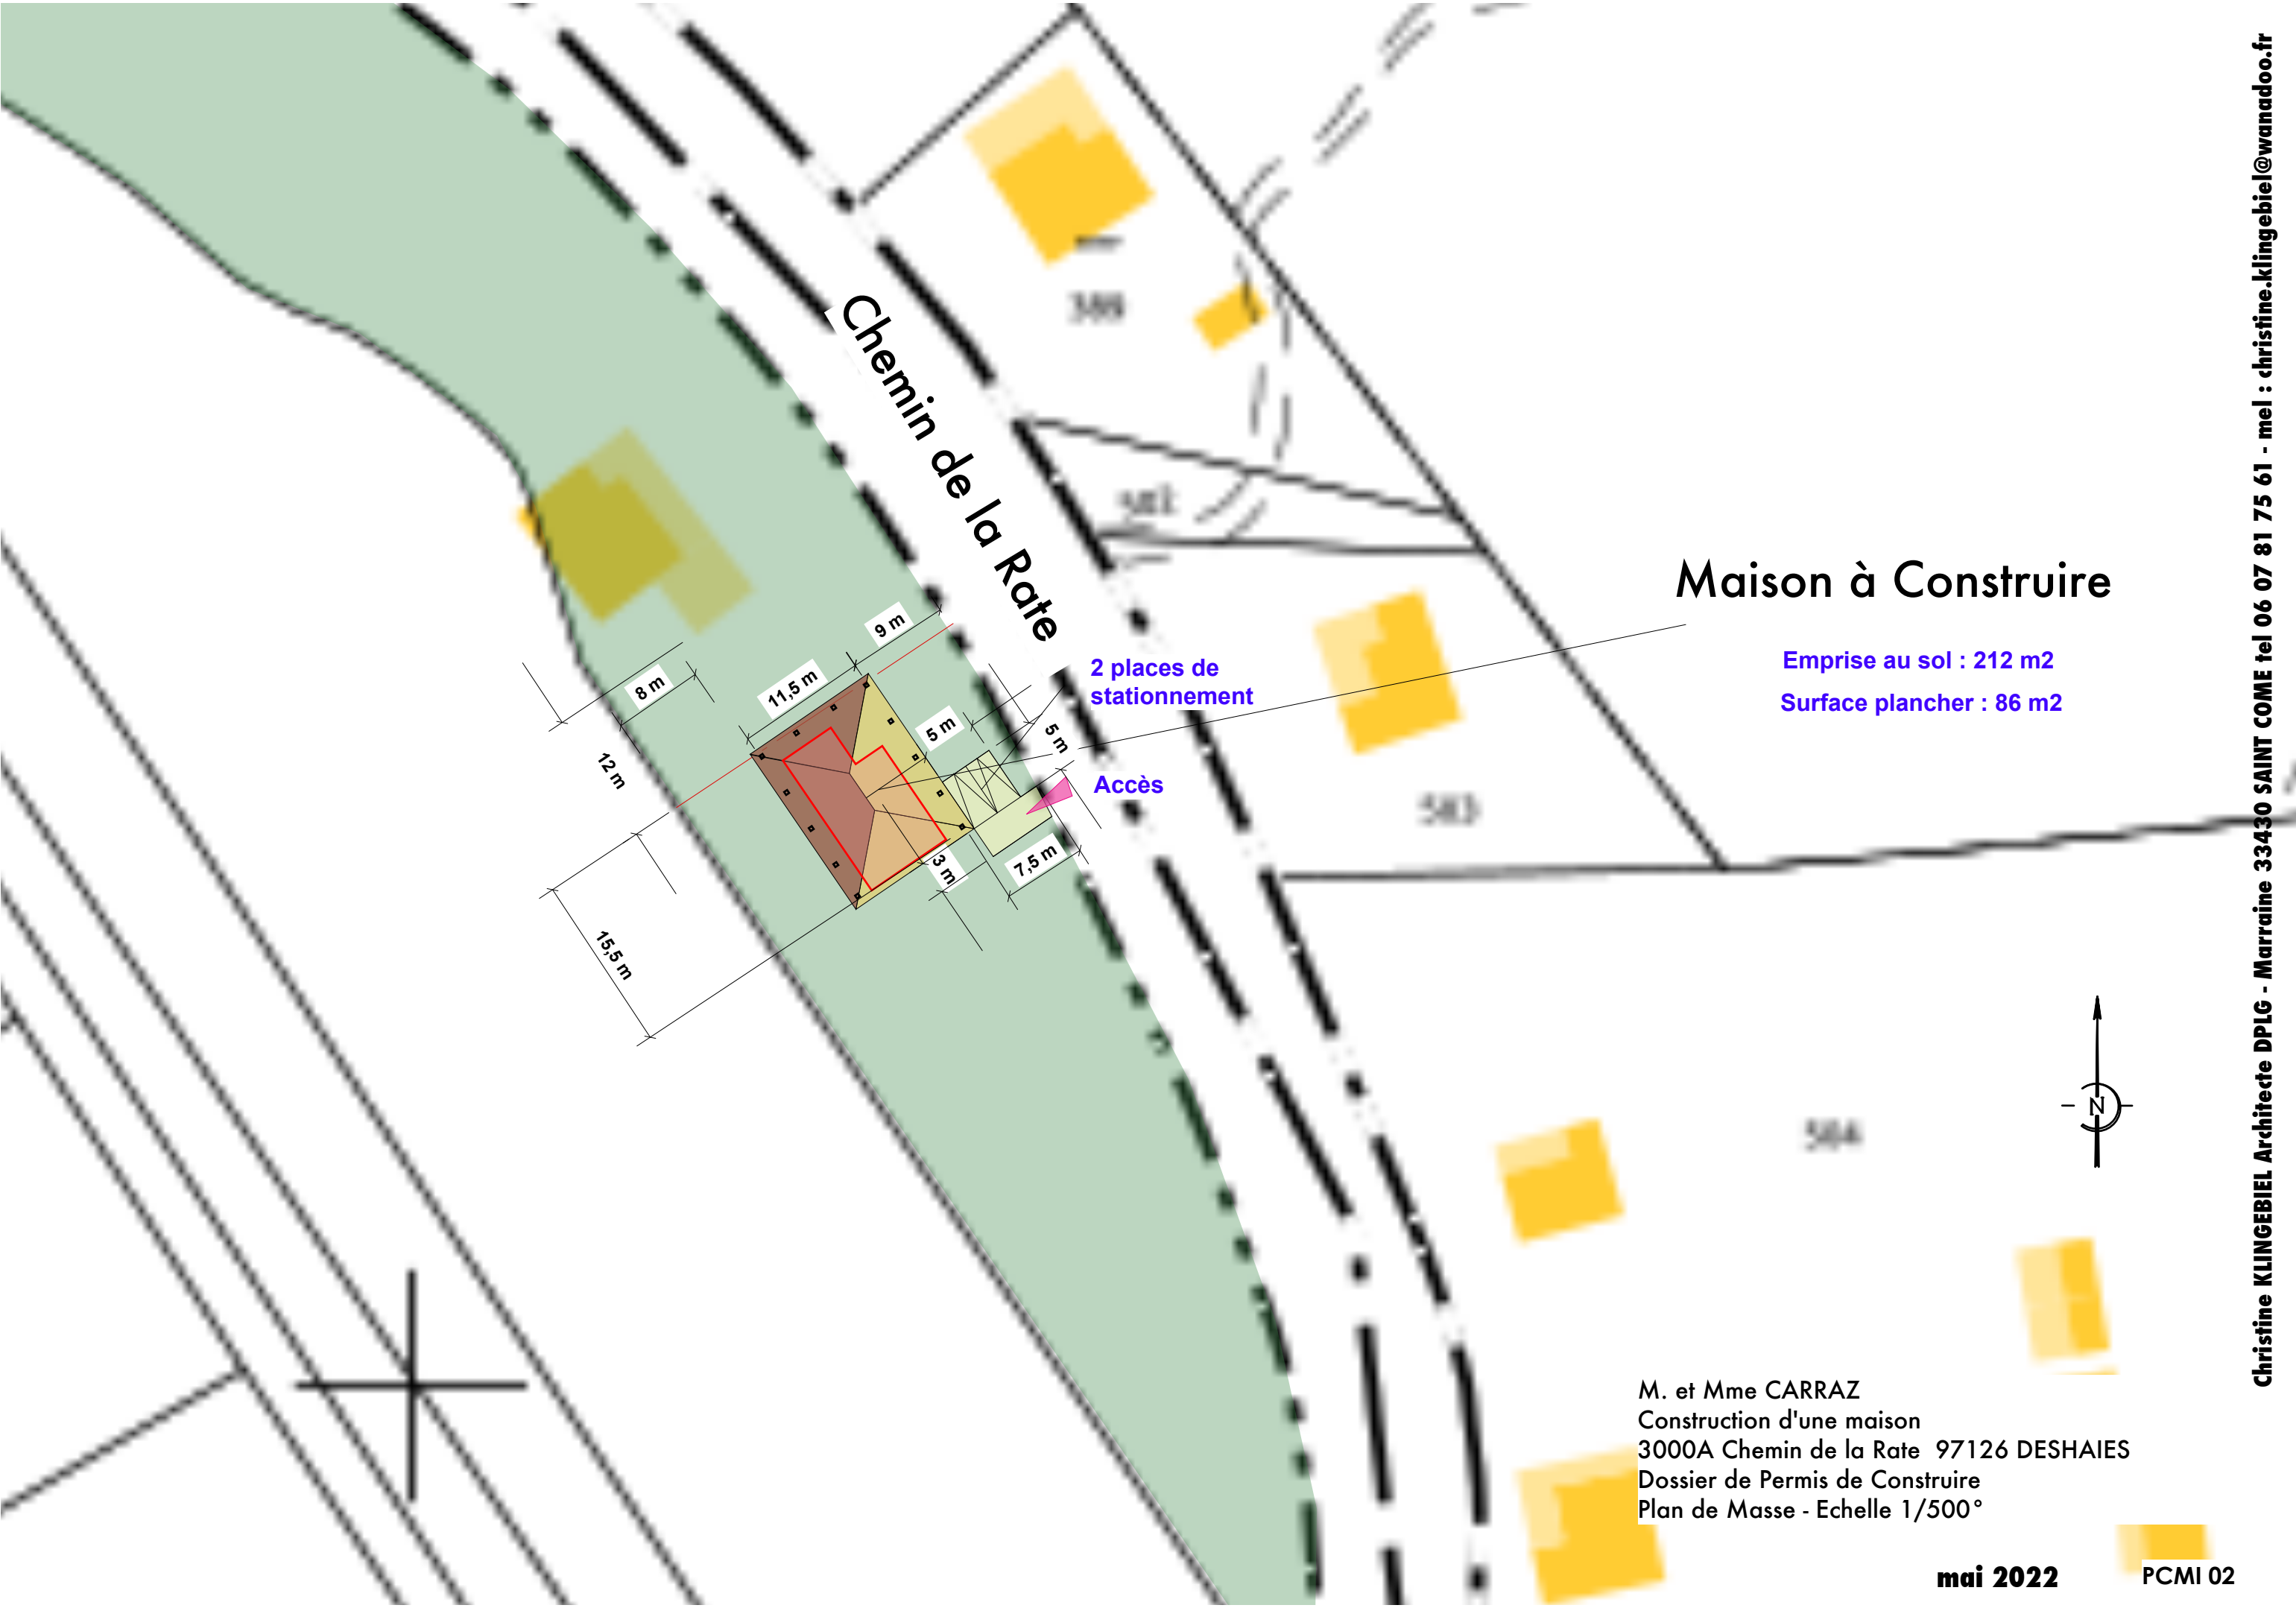 Chemin de la Rate
389
582
583
584
Maison à Construire
Emprise au sol : 212 m2
Surface plancher : 86 m2
9 m
8 m
11,5 m
12 m
5 m
5 m
2 places de
stationnement
Accès
3 m
7,5 m
15,5 m
N
M. et Mme CARRAZ
Construction d'une maison
3000A Chemin de la Rate 97126 DESHAIES
Dossier de Permis de Construire
Plan de Masse - Echelle 1/500°
mai 2022
PCMI 02
Christine KLINGEBIEL Architecte DPLG - Marraine 33430 SAINT COME tel 06 07 81 75 61 - mel : christine.klingebiel@wanadoo.fr